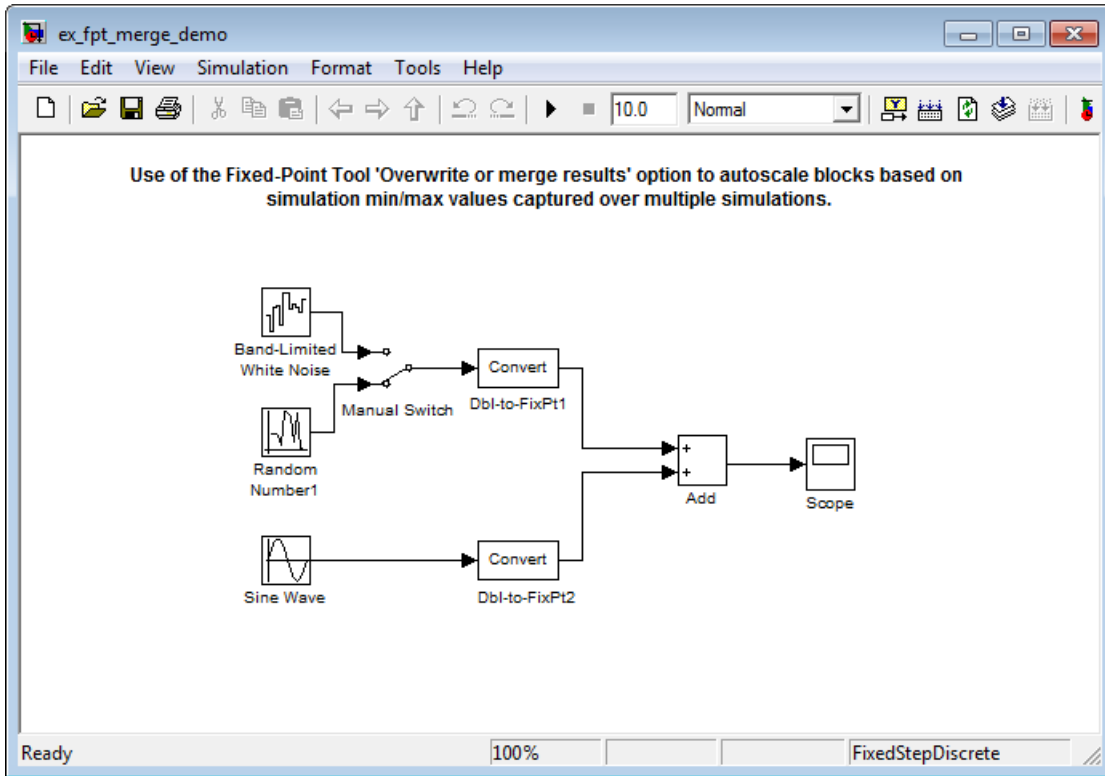 ex_fpt_merge_demo
File Edit View Simulation Format Tools Help
10.0 Normal
Use of the Fixed-Point Tool 'Overwrite or merge results' option to autoscale blocks based on
simulation min/max values captured over multiple simulations.
Band-Limited
White Noise
Convert
Manual Switch
Dbl-to-FixPt1
Random
Number1
+
+
Add
Scope
Convert
Sine Wave
Dbl-to-FixPt2
Ready 100% FixedStepDiscrete